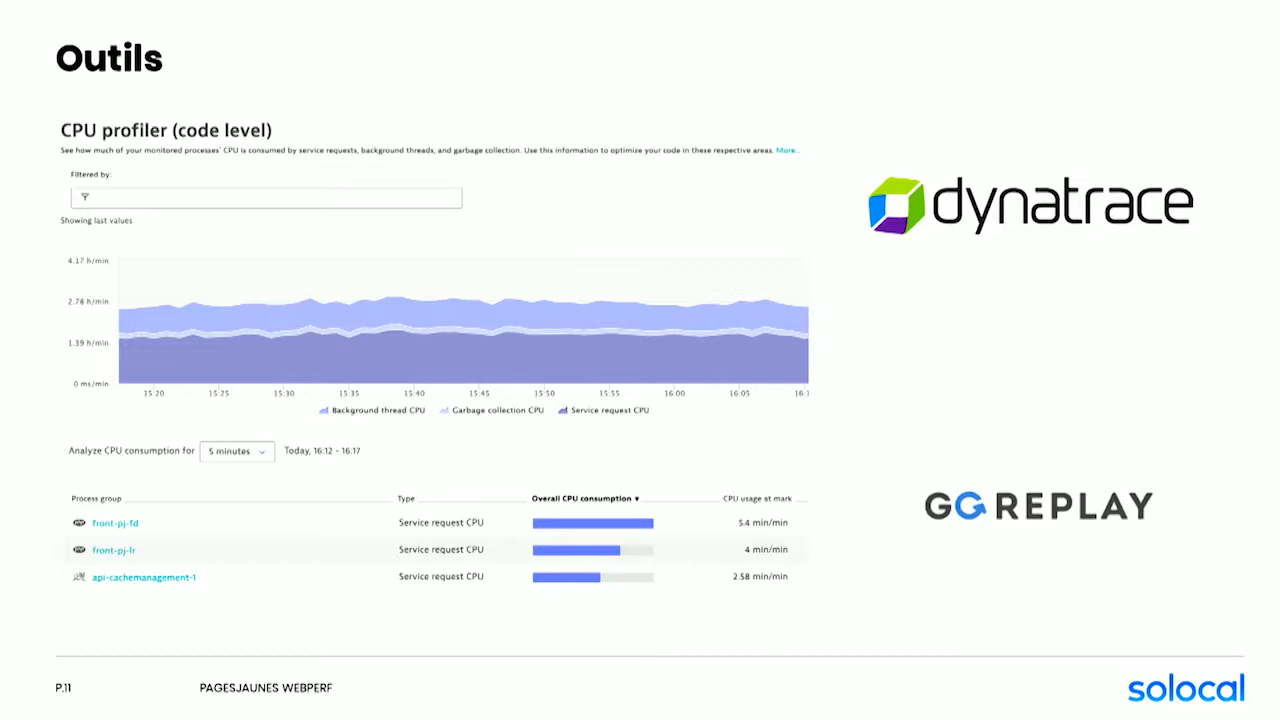 Outils
CPU profiler (code level)
See how much of your monitored processes' CPU is consumed by service requests, background threads, and garbage collection. Use this information to optimize your code in these respective areas. More...
Filtered by:
Showing last values
4.17 h/min
2.78 h/min
1.39 h/min
0 ms/min
15:20 15:25 15:30 15:35 15:40 15:45 15:50 15:55 16:00 16:05 16:1
Background thread CPU Garbage collection CPU Service request CPU
Analyze CPU consumption for 5 minutes Today, 16:12 - 16:17
Process group Type Overall CPU consumption ▼ CPU usage at mark
php front-pj-fd Service request CPU 5.4 min/min
php front-pj-lr Service request CPU 4 min/min
api-cachemanagement-1 Service request CPU 2.58 min/min
dynatrace
GOREPLAY
P.11 PAGESJAUNES WEBPERF
solocal